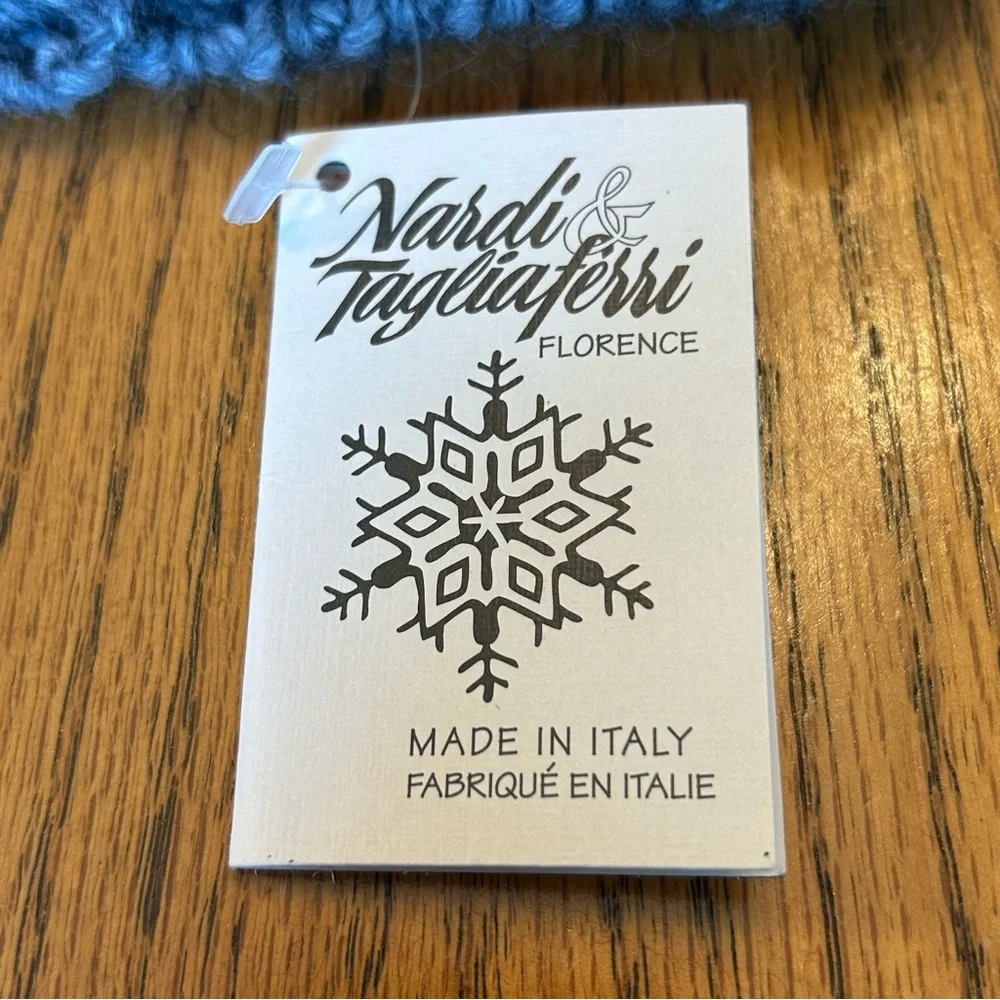 Nardi &
Tagliaferri
FLORENCE
MADE IN ITALY
FABRIQUÉ EN ITALIE